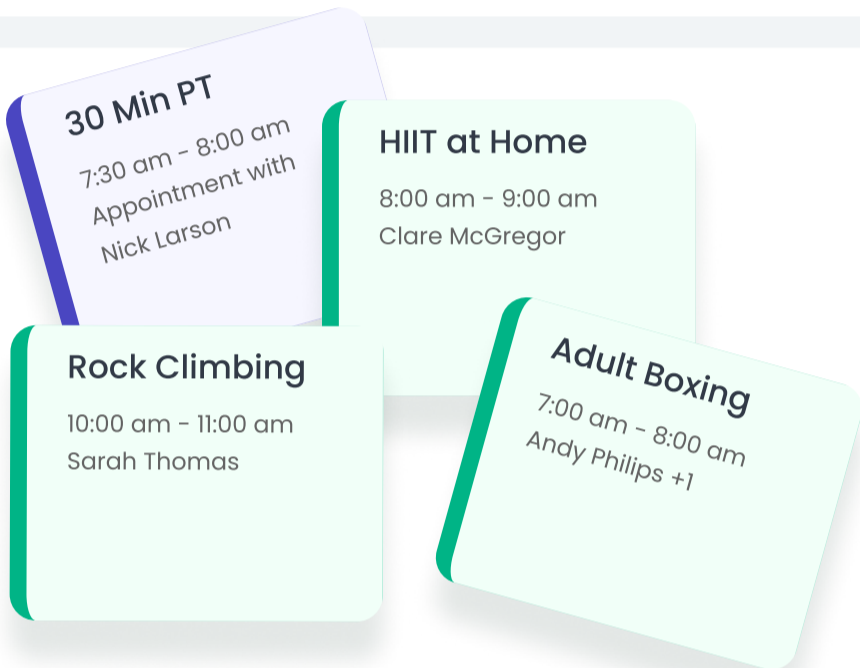 30 Min PT
7:30 am - 8:00 am
Appointment with
Nick Larson
HIIT at Home
8:00 am - 9:00 am
Clare McGregor
Rock Climbing
10:00 am - 11:00 am
Sarah Thomas
Adult Boxing
7:00 am - 8:00 am
Andy Philips +1